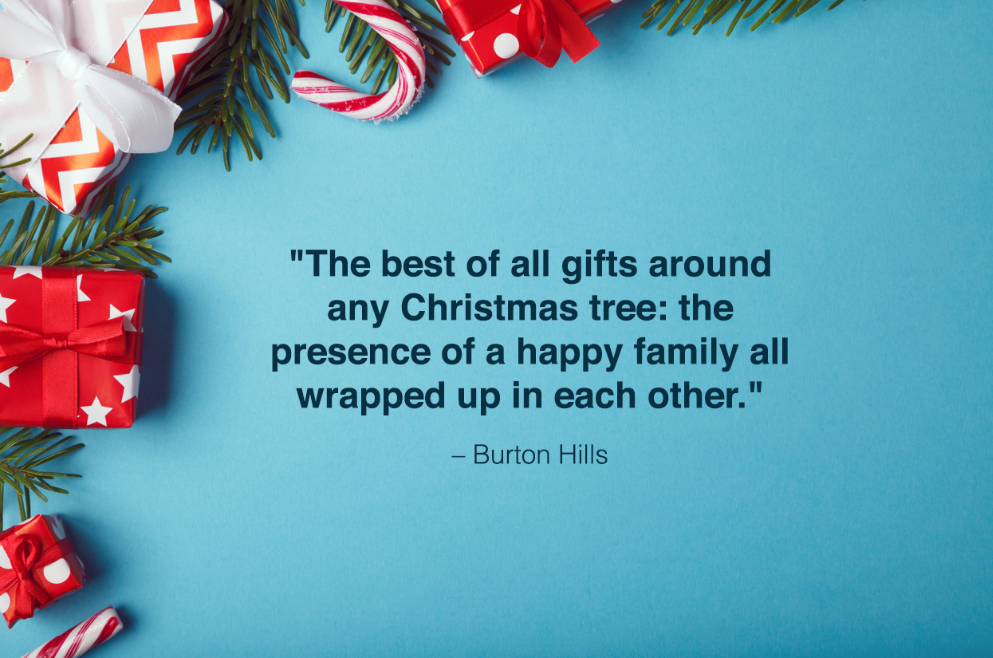 "The best of all gifts around
any Christmas tree: the
presence of a happy family all
wrapped up in each other."
– Burton Hills